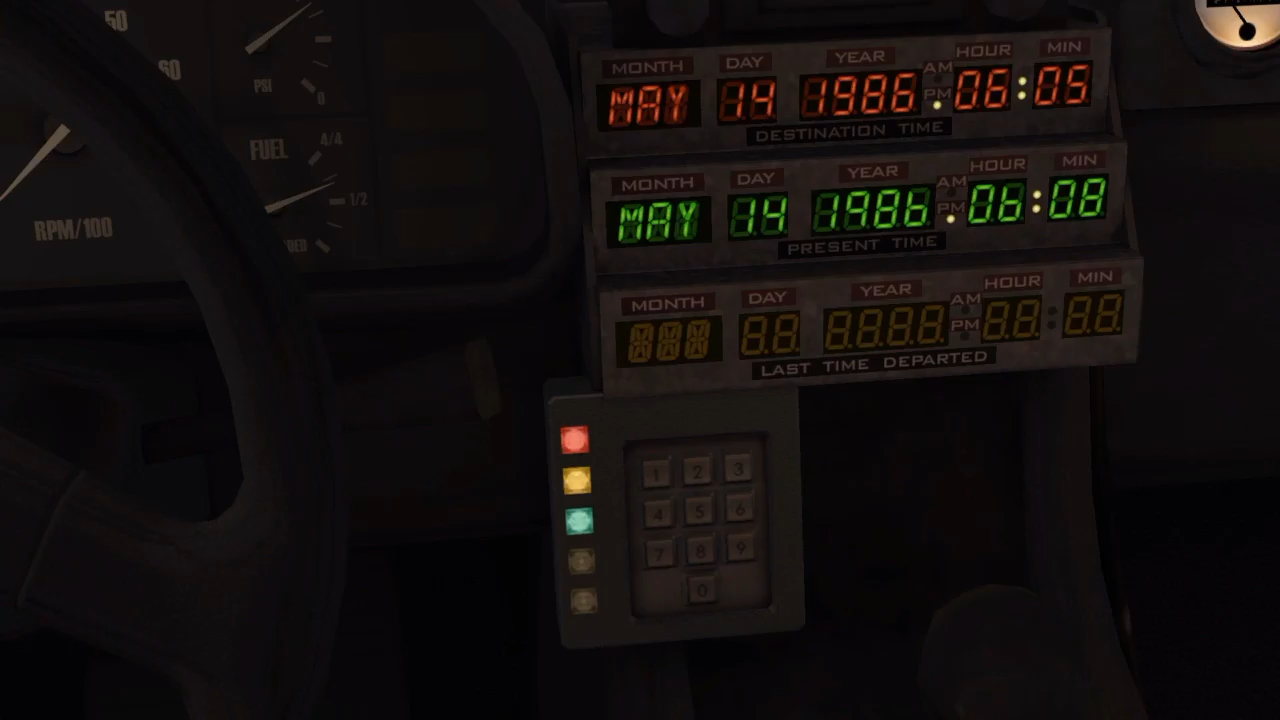 50
60
PSI
0
FUEL
4/4
1/2
RPM/100
MONTH DAY YEAR AM PM HOUR MIN
MAY 14 1986 06:05
DESTINATION TIME
MONTH DAY YEAR AM PM HOUR MIN
MAY 14 1986 06:08
PRESENT TIME
MONTH DAY YEAR AM PM HOUR MIN
LAST TIME DEPARTED
1 2 3
4 5 6
7 8 9
0